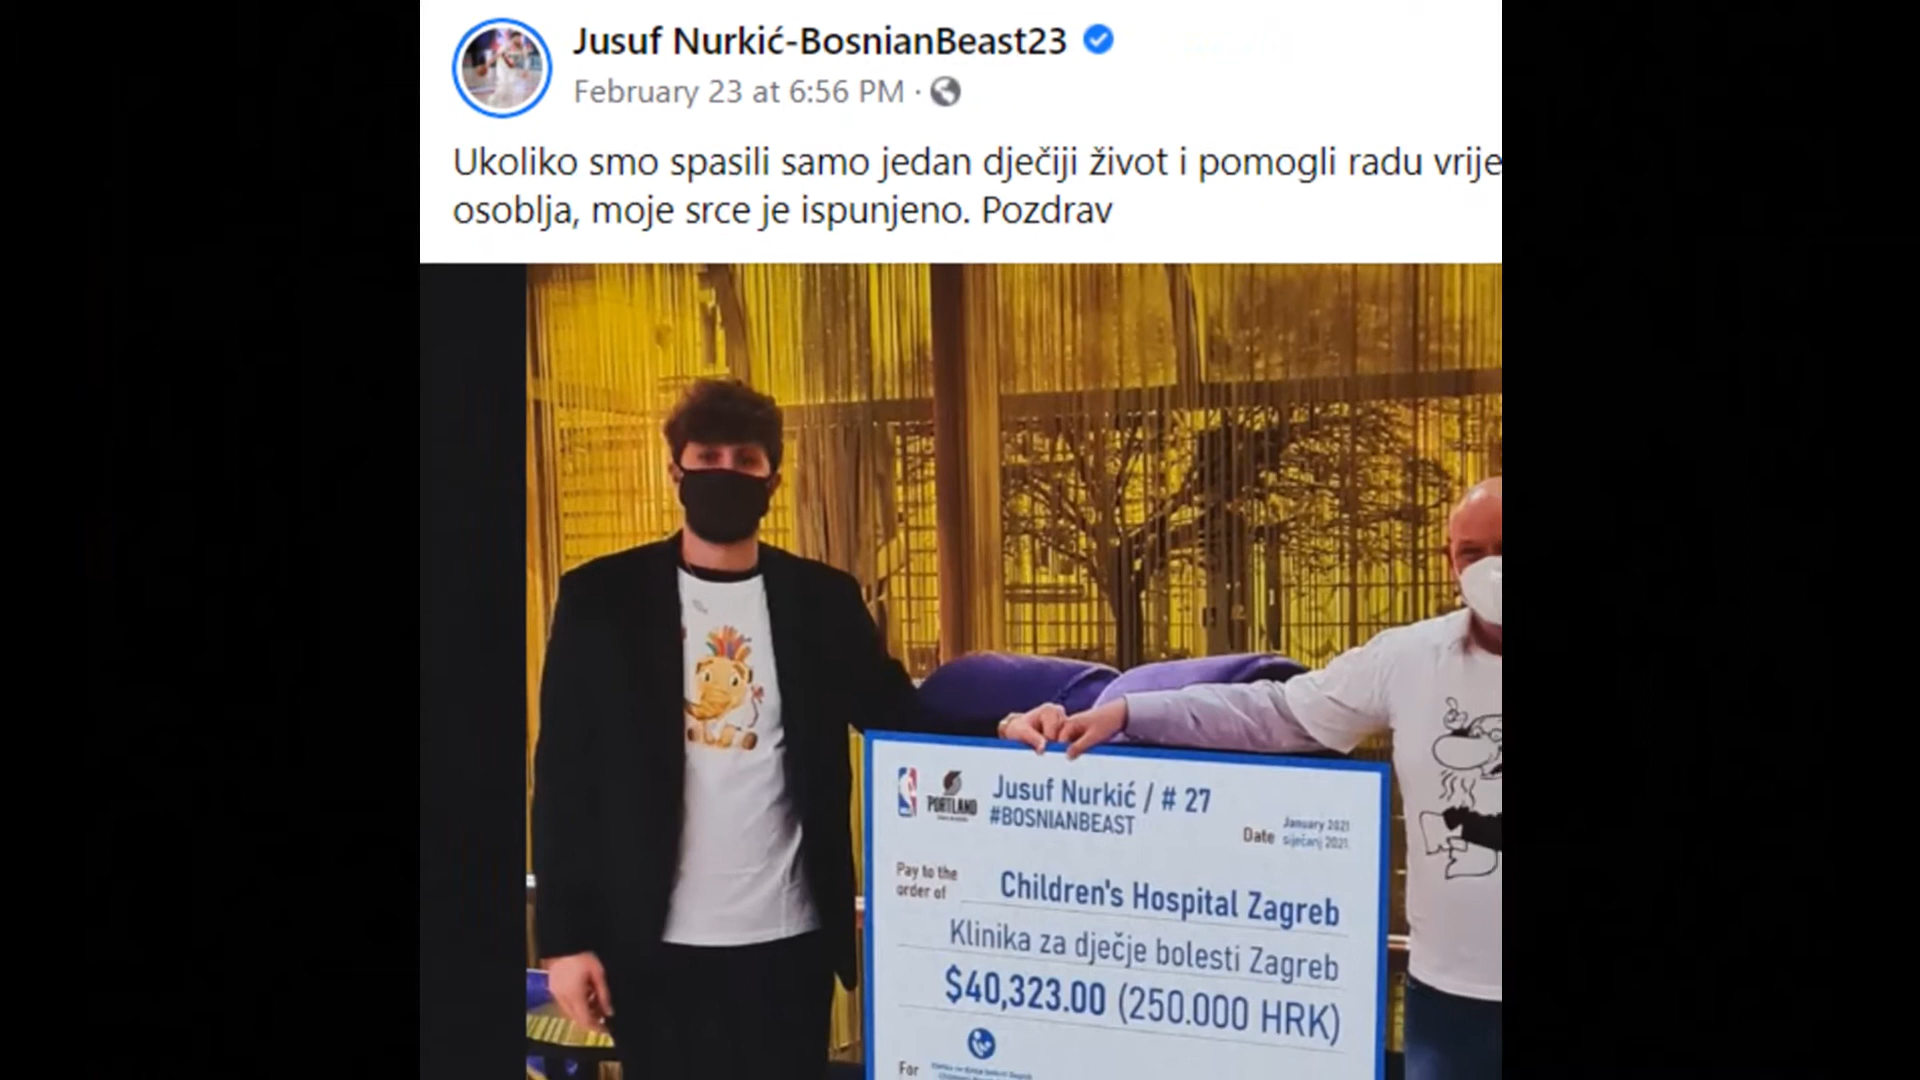 Jusuf Nurkić-BosnianBeast23
February 23 at 6:56 PM ·
Ukoliko smo spasili samo jedan dječiji život i pomogli radu vrije
osoblja, moje srce je ispunjeno. Pozdrav
PORTLAND
Jusuf Nurkić / # 27
#BOSNIANBEAST
Date
January 2021
siječanj 2021
Pay to the
order of
Children's Hospital Zagreb
Klinika za dječje bolesti Zagreb
$40,323.00 (250.000 HRK)
For